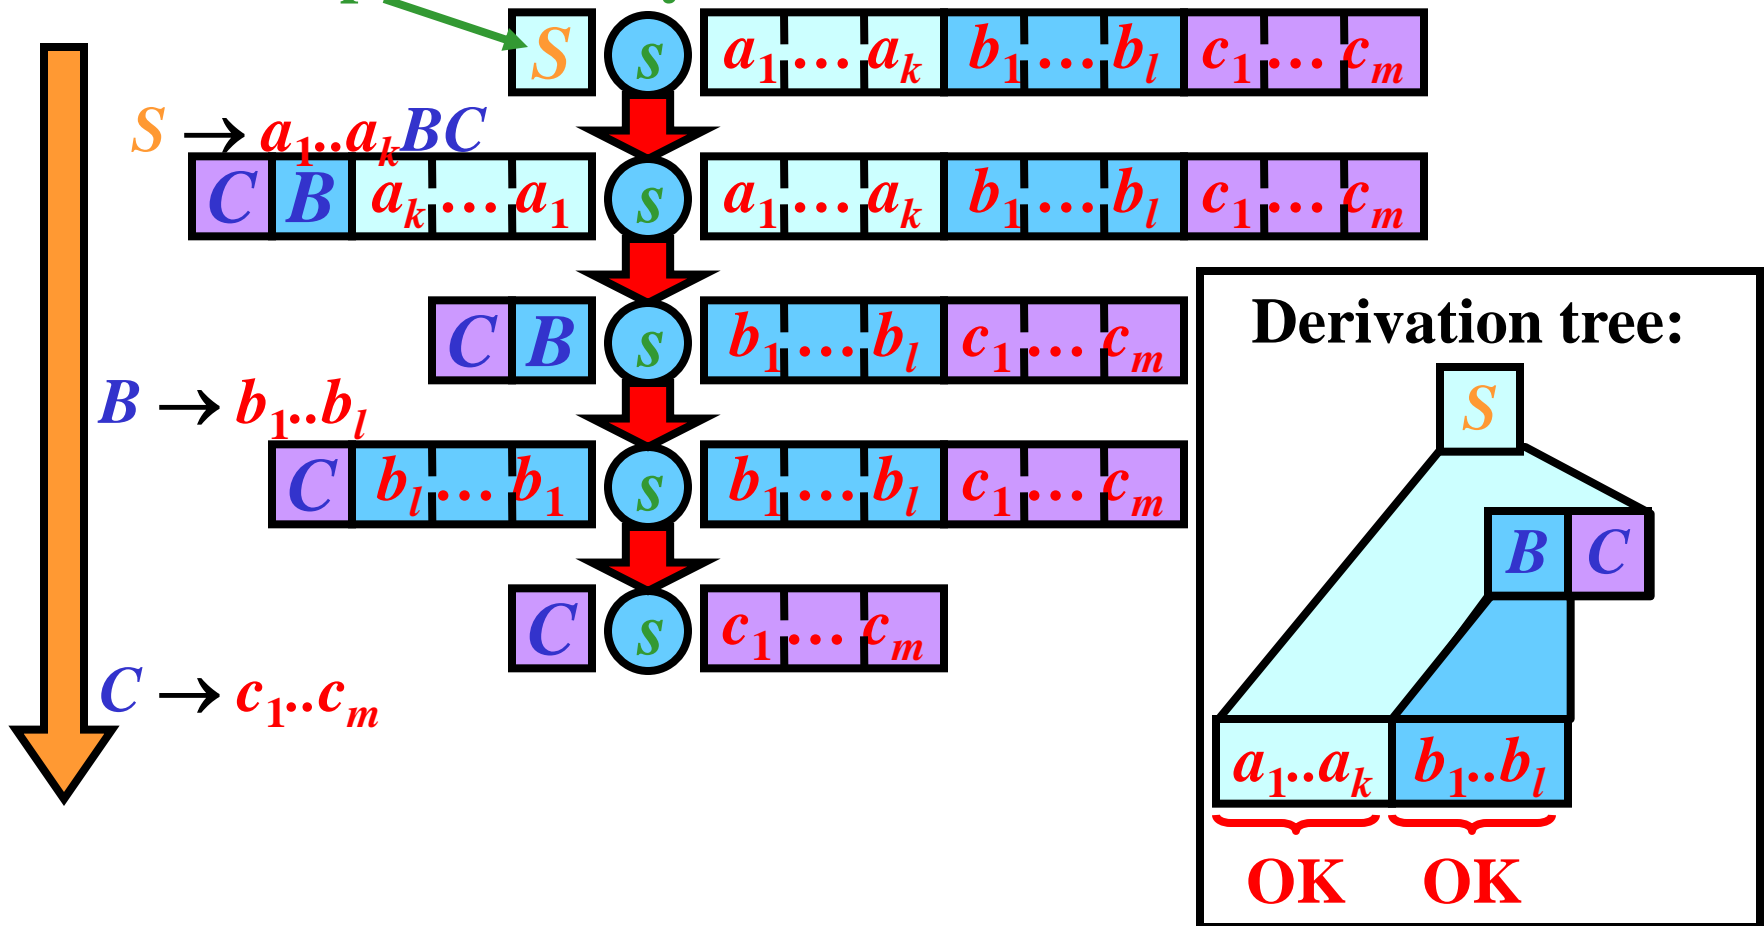 S s a₁…aₖ b₁…bₗ c₁…cₘ
S → a₁..aₖBC
C B aₖ…a₁ s a₁…aₖ b₁…bₗ c₁…cₘ
C B s b₁…bₗ c₁…cₘ
B → b₁..bₗ
C bₗ…b₁ s b₁…bₗ c₁…cₘ
C s c₁…cₘ
C → c₁..cₘ
Derivation tree:
S
B C
a₁..aₖ b₁..bₗ
OK OK